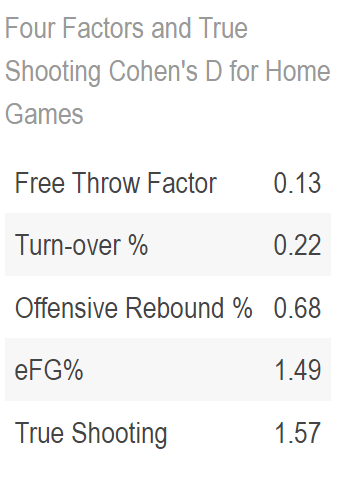 Four Factors and True
Shooting Cohen's D for Home
Games
Free Throw Factor 0.13
Turn-over % 0.22
Offensive Rebound % 0.68
eFG% 1.49
True Shooting 1.57